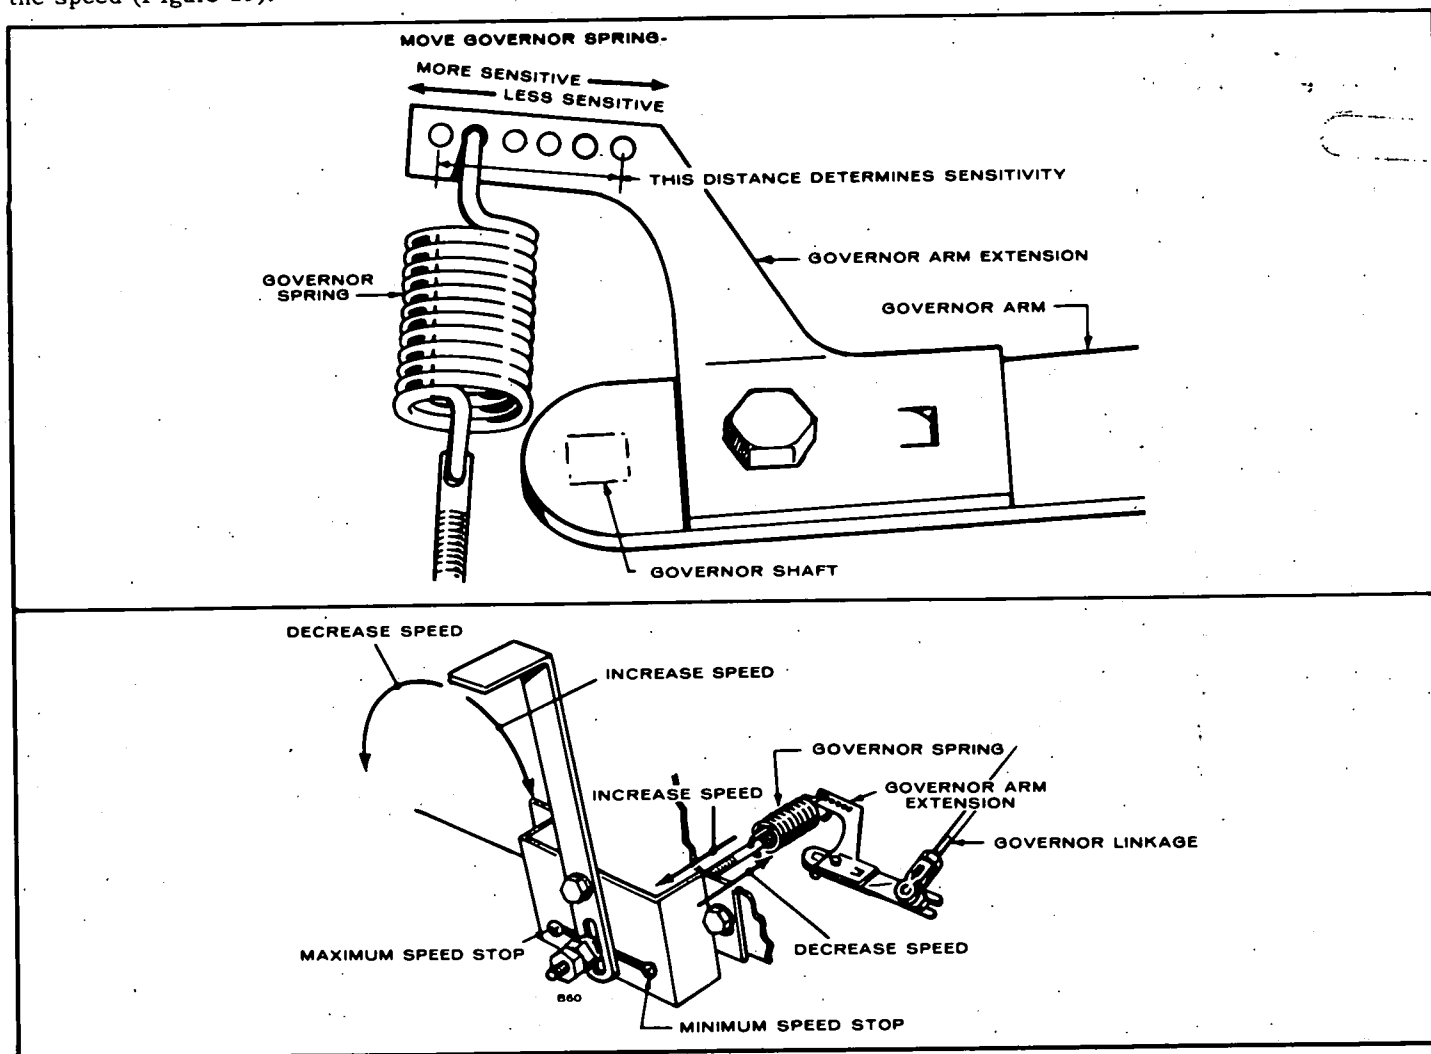 the speed (Figure
MOVE GOVERNOR SPRING-
MORE SENSITIVE
LESS SENSITIVE
THIS DISTANCE DETERMINES SENSITIVITY
GOVERNOR ARM EXTENSION
GOVERNOR
SPRING
GOVERNOR ARM
GOVERNOR SHAFT
DECREASE SPEED
INCREASE SPEED
GOVERNOR SPRING
INCREASE SPEED
GOVERNOR ARM
EXTENSION
GOVERNOR LINKAGE
MAXIMUM SPEED STOP
DECREASE SPEED
B60
MINIMUM SPEED STOP